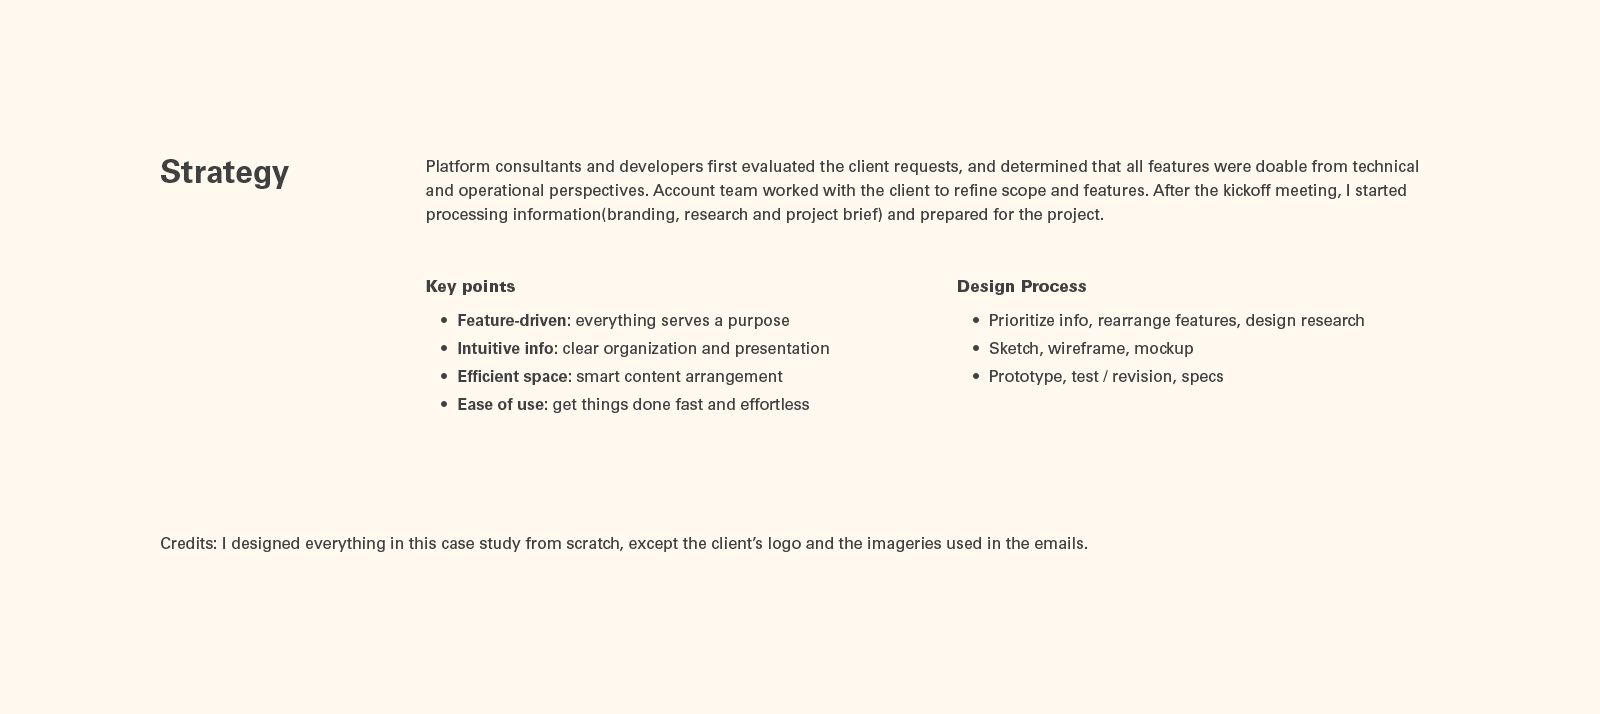 Strategy
Platform consultants and developers first evaluated the client requests, and determined that all features were doable from technical
and operational perspectives. Account team worked with the client to refine scope and features. After the kickoff meeting, I started
processing information(branding, research and project brief) and prepared for the project.
Key points
• Feature-driven: everything serves a purpose
• Intuitive info: clear organization and presentation
• Efficient space: smart content arrangement
• Ease of use: get things done fast and effortless
Design Process
• Prioritize info, rearrange features, design research
• Sketch, wireframe, mockup
• Prototype, test / revision, specs
Credits: I designed everything in this case study from scratch, except the client’s logo and the imageries used in the emails.